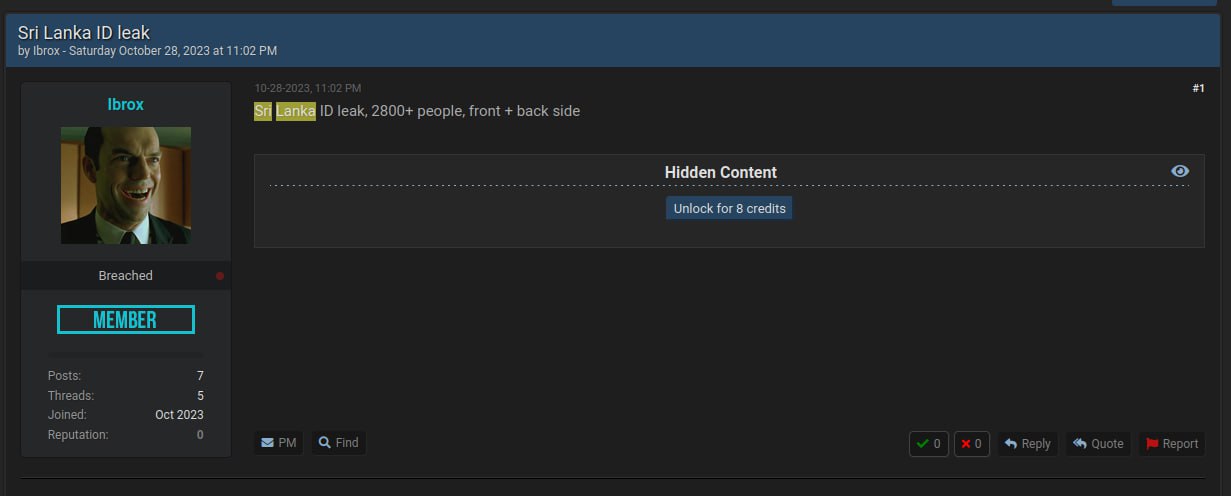 Sri Lanka ID leak
by Ibrox - Saturday October 28, 2023 at 11:02 PM
Ibrox
10-28-2023, 11:02 PM
#1
Sri Lanka ID leak, 2800+ people, front + back side
Hidden Content
Unlock for 8 credits
Breached
MEMBER
Posts: 7
Threads: 5
Joined: Oct 2023
Reputation: 0
PM Find 0 0 Reply Quote Report